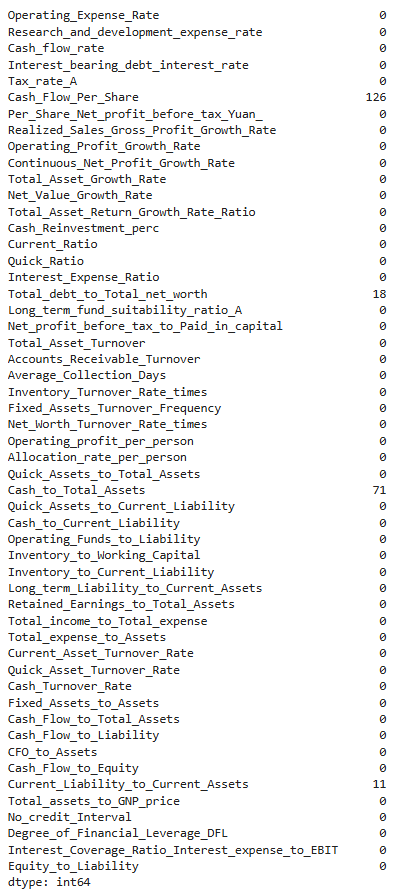 Operating_Expense_Rate 0
Research_and_development_expense_rate 0
Cash_flow_rate 0
Interest_bearing_debt_interest_rate 0
Tax_rate_A 0
Cash_Flow_Per_Share 126
Per_Share_Net_profit_before_tax_Yuan_ 0
Realized_Sales_Gross_Profit_Growth_Rate 0
Operating_Profit_Growth_Rate 0
Continuous_Net_Profit_Growth_Rate 0
Total_Asset_Growth_Rate 0
Net_Value_Growth_Rate 0
Total_Asset_Return_Growth_Rate_Ratio 0
Cash_Reinvestment_perc 0
Current_Ratio 0
Quick_Ratio 0
Interest_Expense_Ratio 0
Total_debt_to_Total_net_worth 18
Long_term_fund_suitability_ratio_A 0
Net_profit_before_tax_to_Paid_in_capital 0
Total_Asset_Turnover 0
Accounts_Receivable_Turnover 0
Average_Collection_Days 0
Inventory_Turnover_Rate_times 0
Fixed_Assets_Turnover_Frequency 0
Net_Worth_Turnover_Rate_times 0
Operating_profit_per_person 0
Allocation_rate_per_person 0
Quick_Assets_to_Total_Assets 0
Cash_to_Total_Assets 71
Quick_Assets_to_Current_Liability 0
Cash_to_Current_Liability 0
Operating_Funds_to_Liability 0
Inventory_to_Working_Capital 0
Inventory_to_Current_Liability 0
Long_term_Liability_to_Current_Assets 0
Retained_Earnings_to_Total_Assets 0
Total_income_to_Total_expense 0
Total_expense_to_Assets 0
Current_Asset_Turnover_Rate 0
Quick_Asset_Turnover_Rate 0
Cash_Turnover_Rate 0
Fixed_Assets_to_Assets 0
Cash_Flow_to_Total_Assets 0
Cash_Flow_to_Liability 0
CFO_to_Assets 0
Cash_Flow_to_Equity 0
Current_Liability_to_Current_Assets 11
Total_assets_to_GNP_price 0
No_credit_Interval 0
Degree_of_Financial_Leverage_DFL 0
Interest_Coverage_Ratio_Interest_expense_to_EBIT 0
Equity_to_Liability 0
dtype: int64